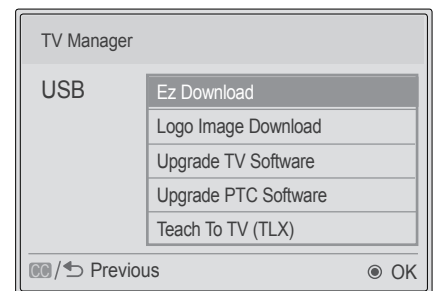 TV Manager
USB
Ez Download
Logo Image Download
Upgrade TV Software
Upgrade PTC Software
Teach To TV (TLX)
CC / Previous
OK